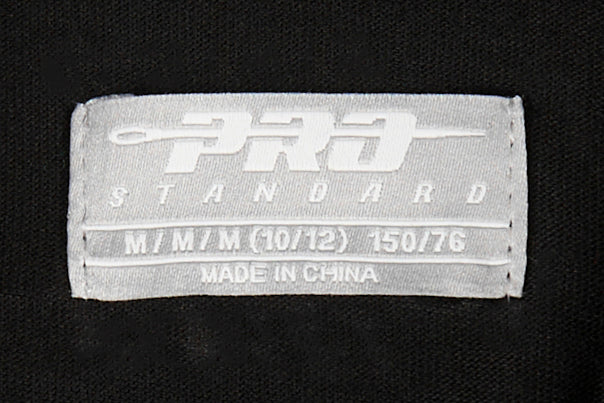 PRO
STANDARD
M/M/M (10/12) 150/76
MADE IN CHINA